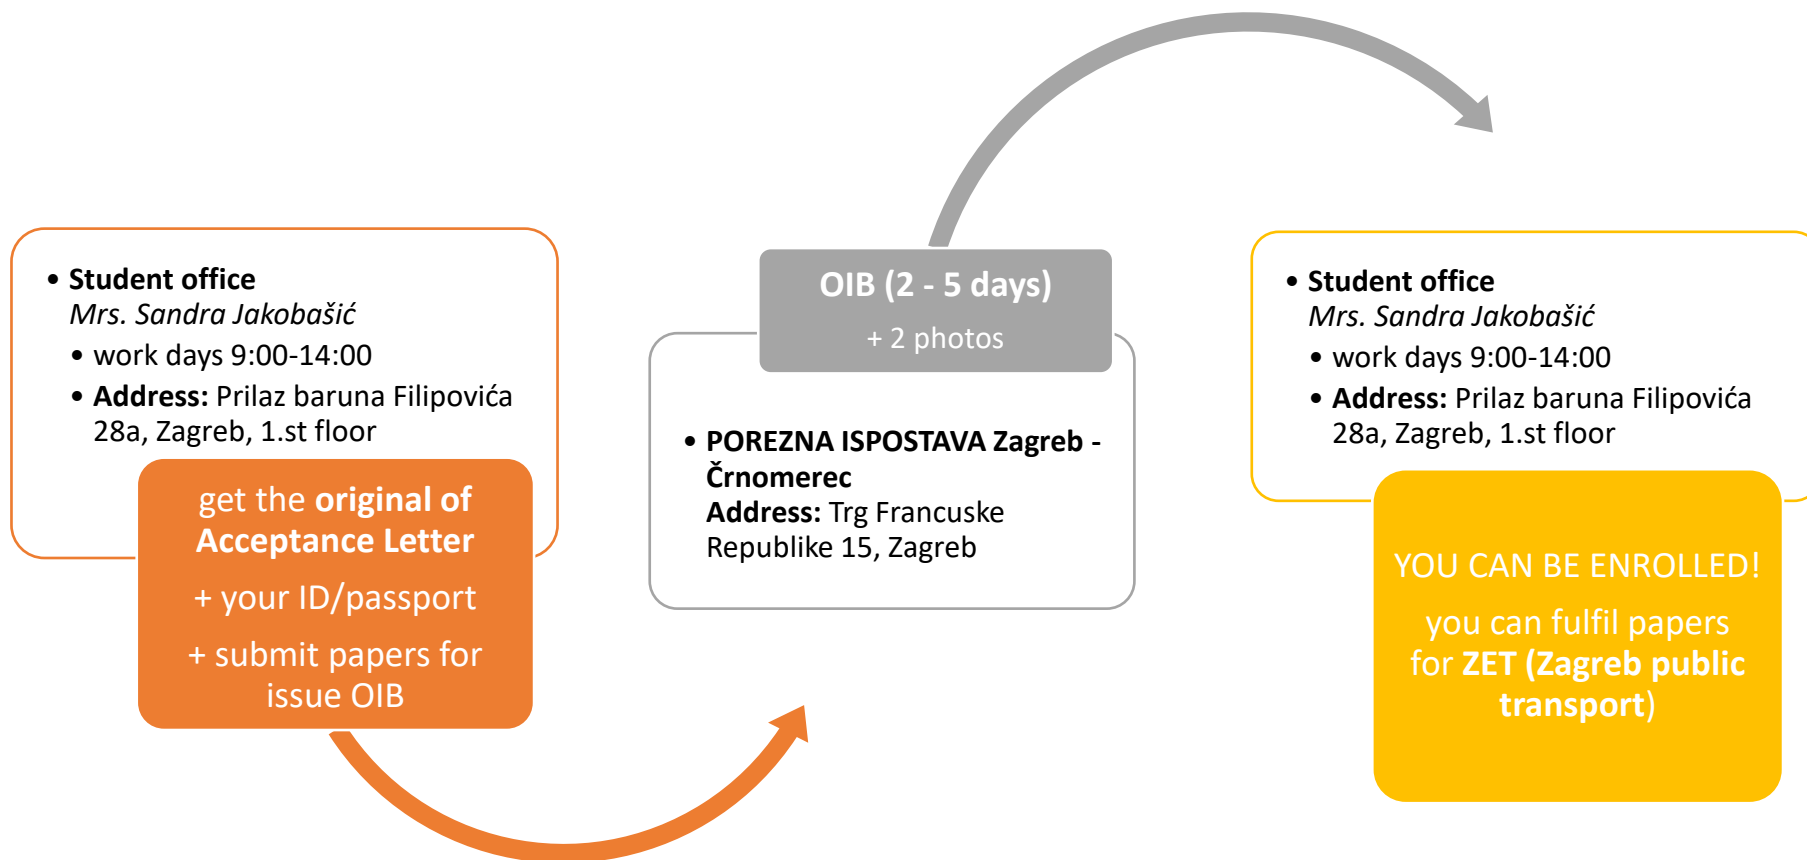 • Student office
Mrs. Sandra Jakobašić
• work days 9:00-14:00
• Address: Prilaz baruna Filipovića
28a, Zagreb, 1.st floor
get the original of
Acceptance Letter
+ your ID/passport
+ submit papers for
issue OIB
OIB (2 - 5 days)
+ 2 photos
• POREZNA ISPOSTAVA Zagreb -
Črnomerec
Address: Trg Francuske
Republike 15, Zagreb
• Student office
Mrs. Sandra Jakobašić
• work days 9:00-14:00
• Address: Prilaz baruna Filipovića
28a, Zagreb, 1.st floor
YOU CAN BE ENROLLED!
you can fulfil papers
for ZET (Zagreb public
transport)